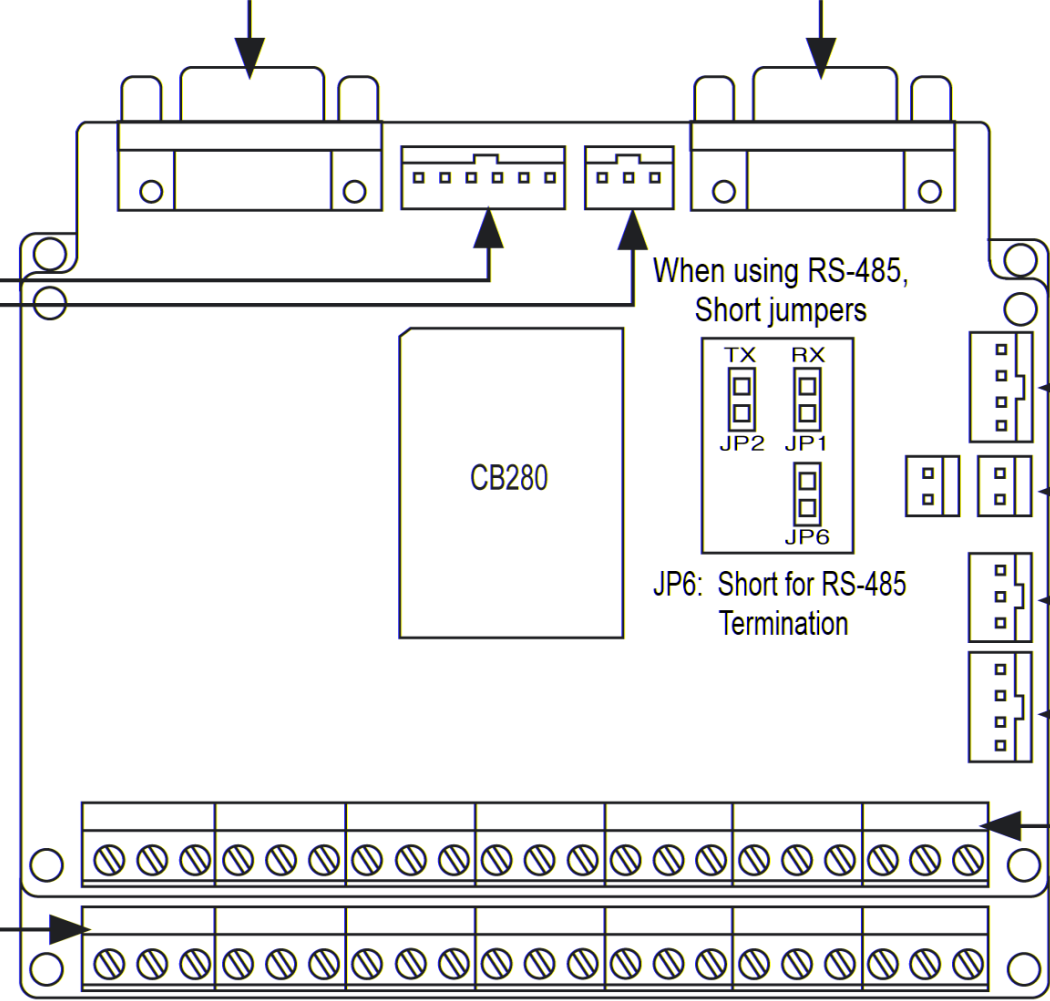 When using RS-485,
Short jumpers
TX RX
JP2 JP1
CB280
JP6
JP6: Short for RS-485
Termination